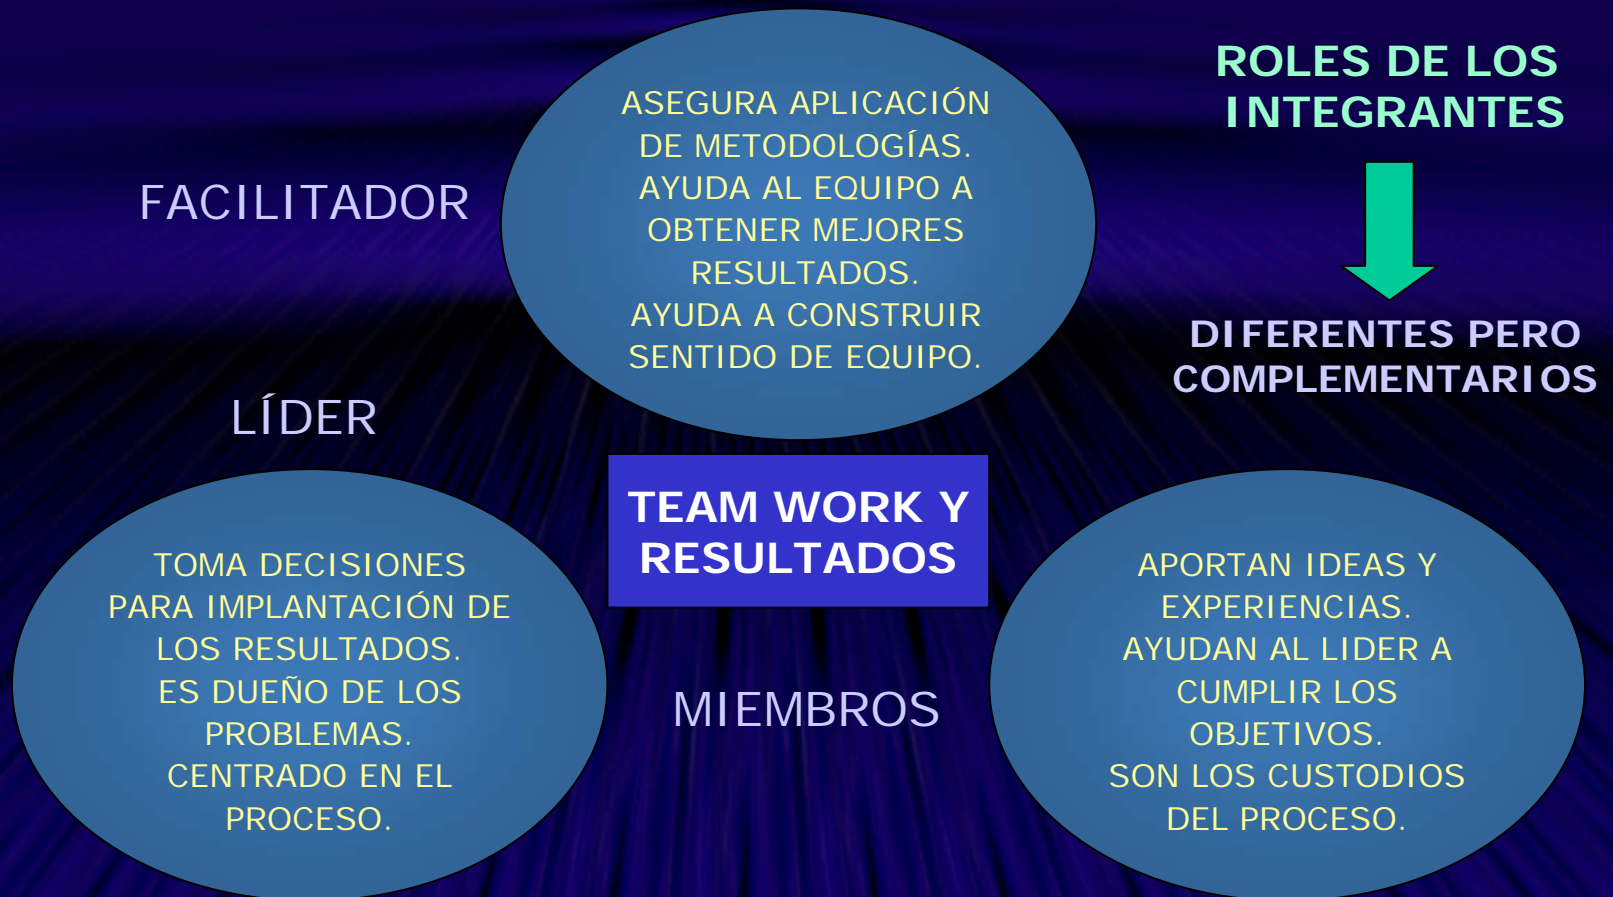 ROLES DE LOS
INTEGRANTES
DIFERENTES PERO
COMPLEMENTARIOS
FACILITADOR
ASEGURA APLICACIÓN
DE METODOLOGÍAS.
AYUDA AL EQUIPO A
OBTENER MEJORES
RESULTADOS.
AYUDA A CONSTRUIR
SENTIDO DE EQUIPO.
LÍDER
TOMA DECISIONES
PARA IMPLANTACIÓN DE
LOS RESULTADOS.
ES DUEÑO DE LOS
PROBLEMAS.
CENTRADO EN EL
PROCESO.
TEAM WORK Y
RESULTADOS
MIEMBROS
APORTAN IDEAS Y
EXPERIENCIAS.
AYUDAN AL LIDER A
CUMPLIR LOS
OBJETIVOS.
SON LOS CUSTODIOS
DEL PROCESO.